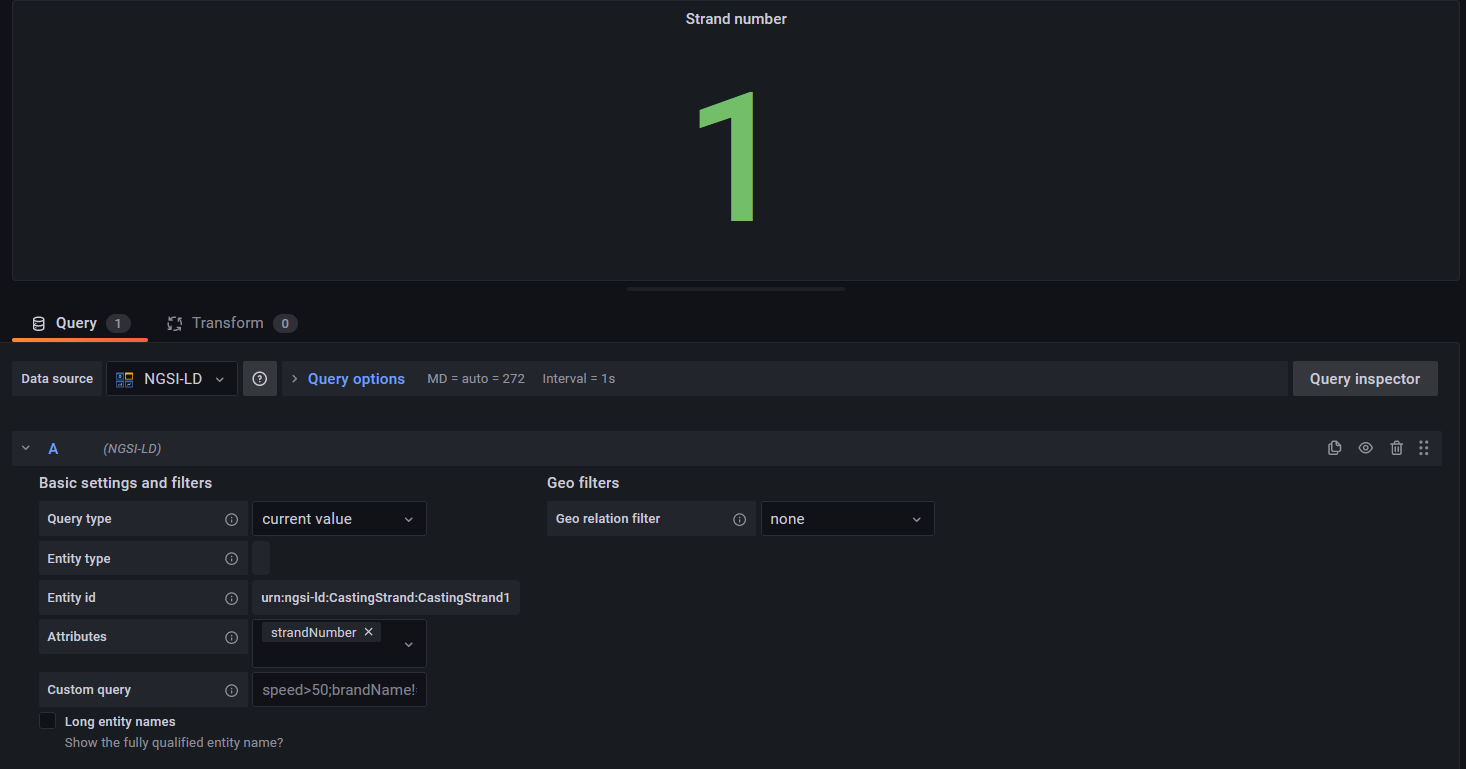 Strand number
1
Query 1 Transform 0
Data source NGSI-LD Query options MD = auto = 272 Interval = 1s Query inspector
A (NGSI-LD)
Basic settings and filters Geo filters
Query type current value Geo relation filter none
Entity type
Entity id urn:ngsi-ld:CastingStrand:CastingStrand1
Attributes strandNumber
Custom query speed>50;brandName!
Long entity names
Show the fully qualified entity name?